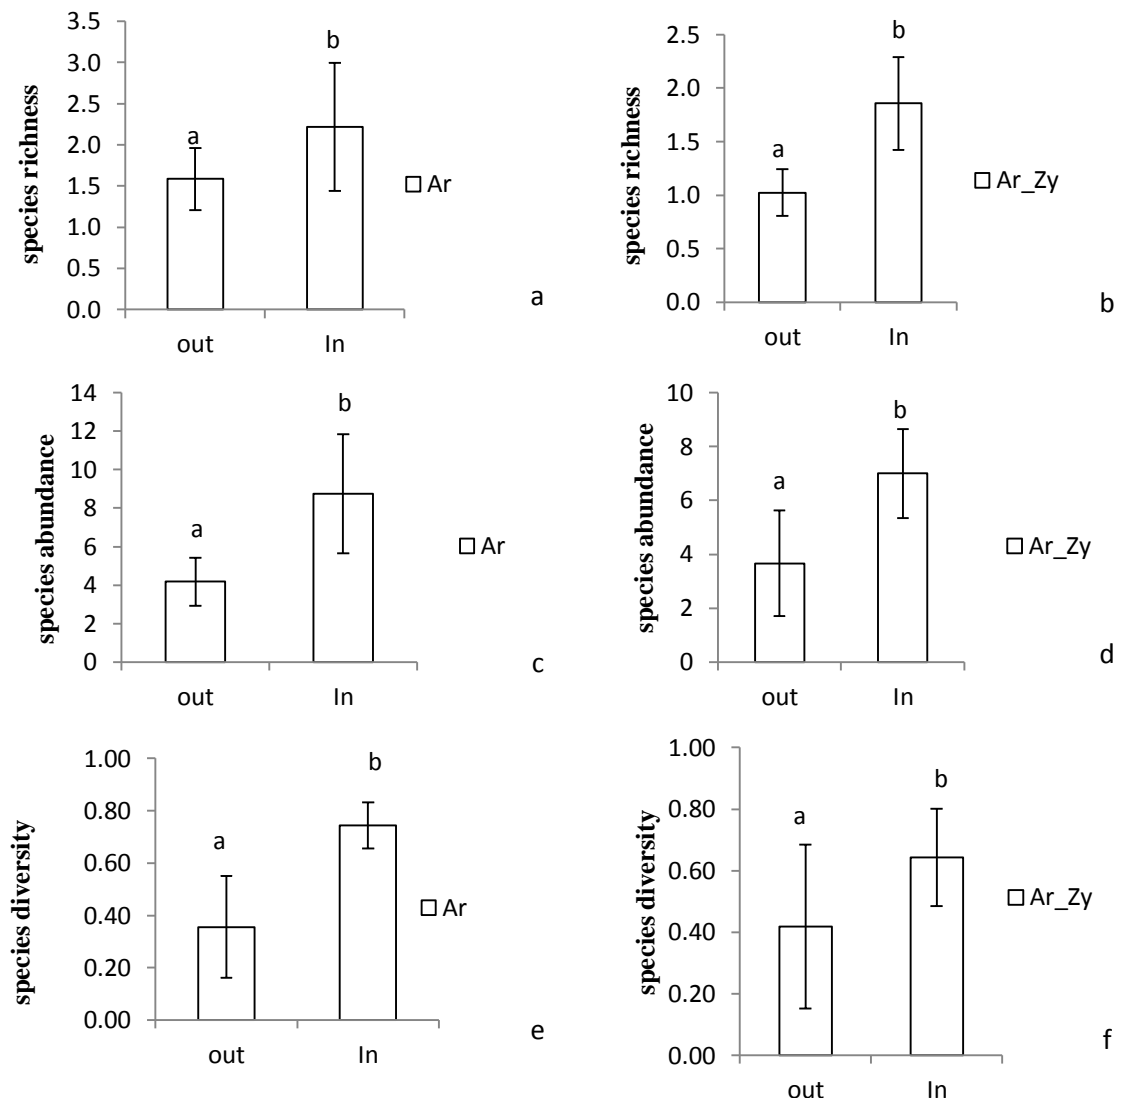 species richness
3.5
3.0
2.5
2.0
1.5
1.0
0.5
0.0
a
b
out
In
Ar
a
species richness
2.5
2.0
1.5
1.0
0.5
0.0
a
b
out
In
Ar_Zy
b
species abundance
14
12
10
8
6
4
2
0
a
b
out
In
Ar
c
species abundance
10
8
6
4
2
0
a
b
out
In
Ar_Zy
d
species diversity
1.00
0.80
0.60
0.40
0.20
0.00
a
b
out
In
Ar
e
species diversity
1.00
0.80
0.60
0.40
0.20
0.00
a
b
out
In
Ar_Zy
f